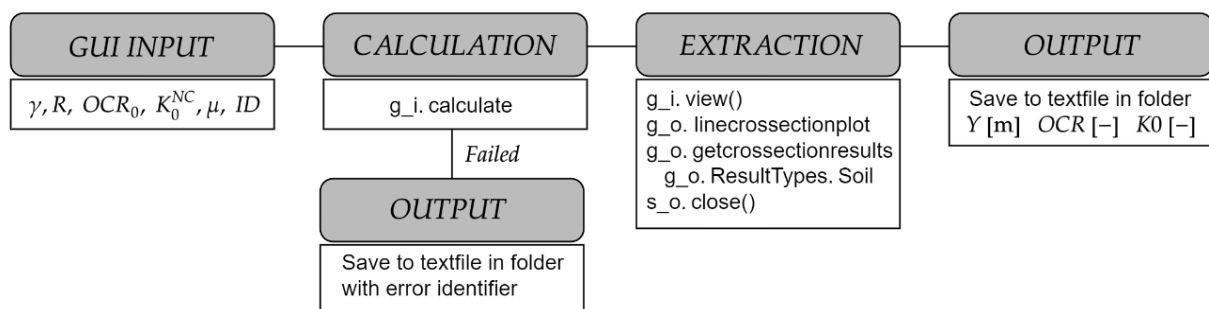 GUI INPUT
γ, R, OCR₀, K₀ᴺᶜ, μ, ID
CALCULATION
g_i. calculate
Failed
OUTPUT
Save to textfile in folder
with error identifier
EXTRACTION
g_i. view()
g_o. linecrossectionplot
g_o. getcrossectionresults
g_o. ResultTypes. Soil
s_o. close()
OUTPUT
Save to textfile in folder
Y [m] OCR [−] K0 [−]